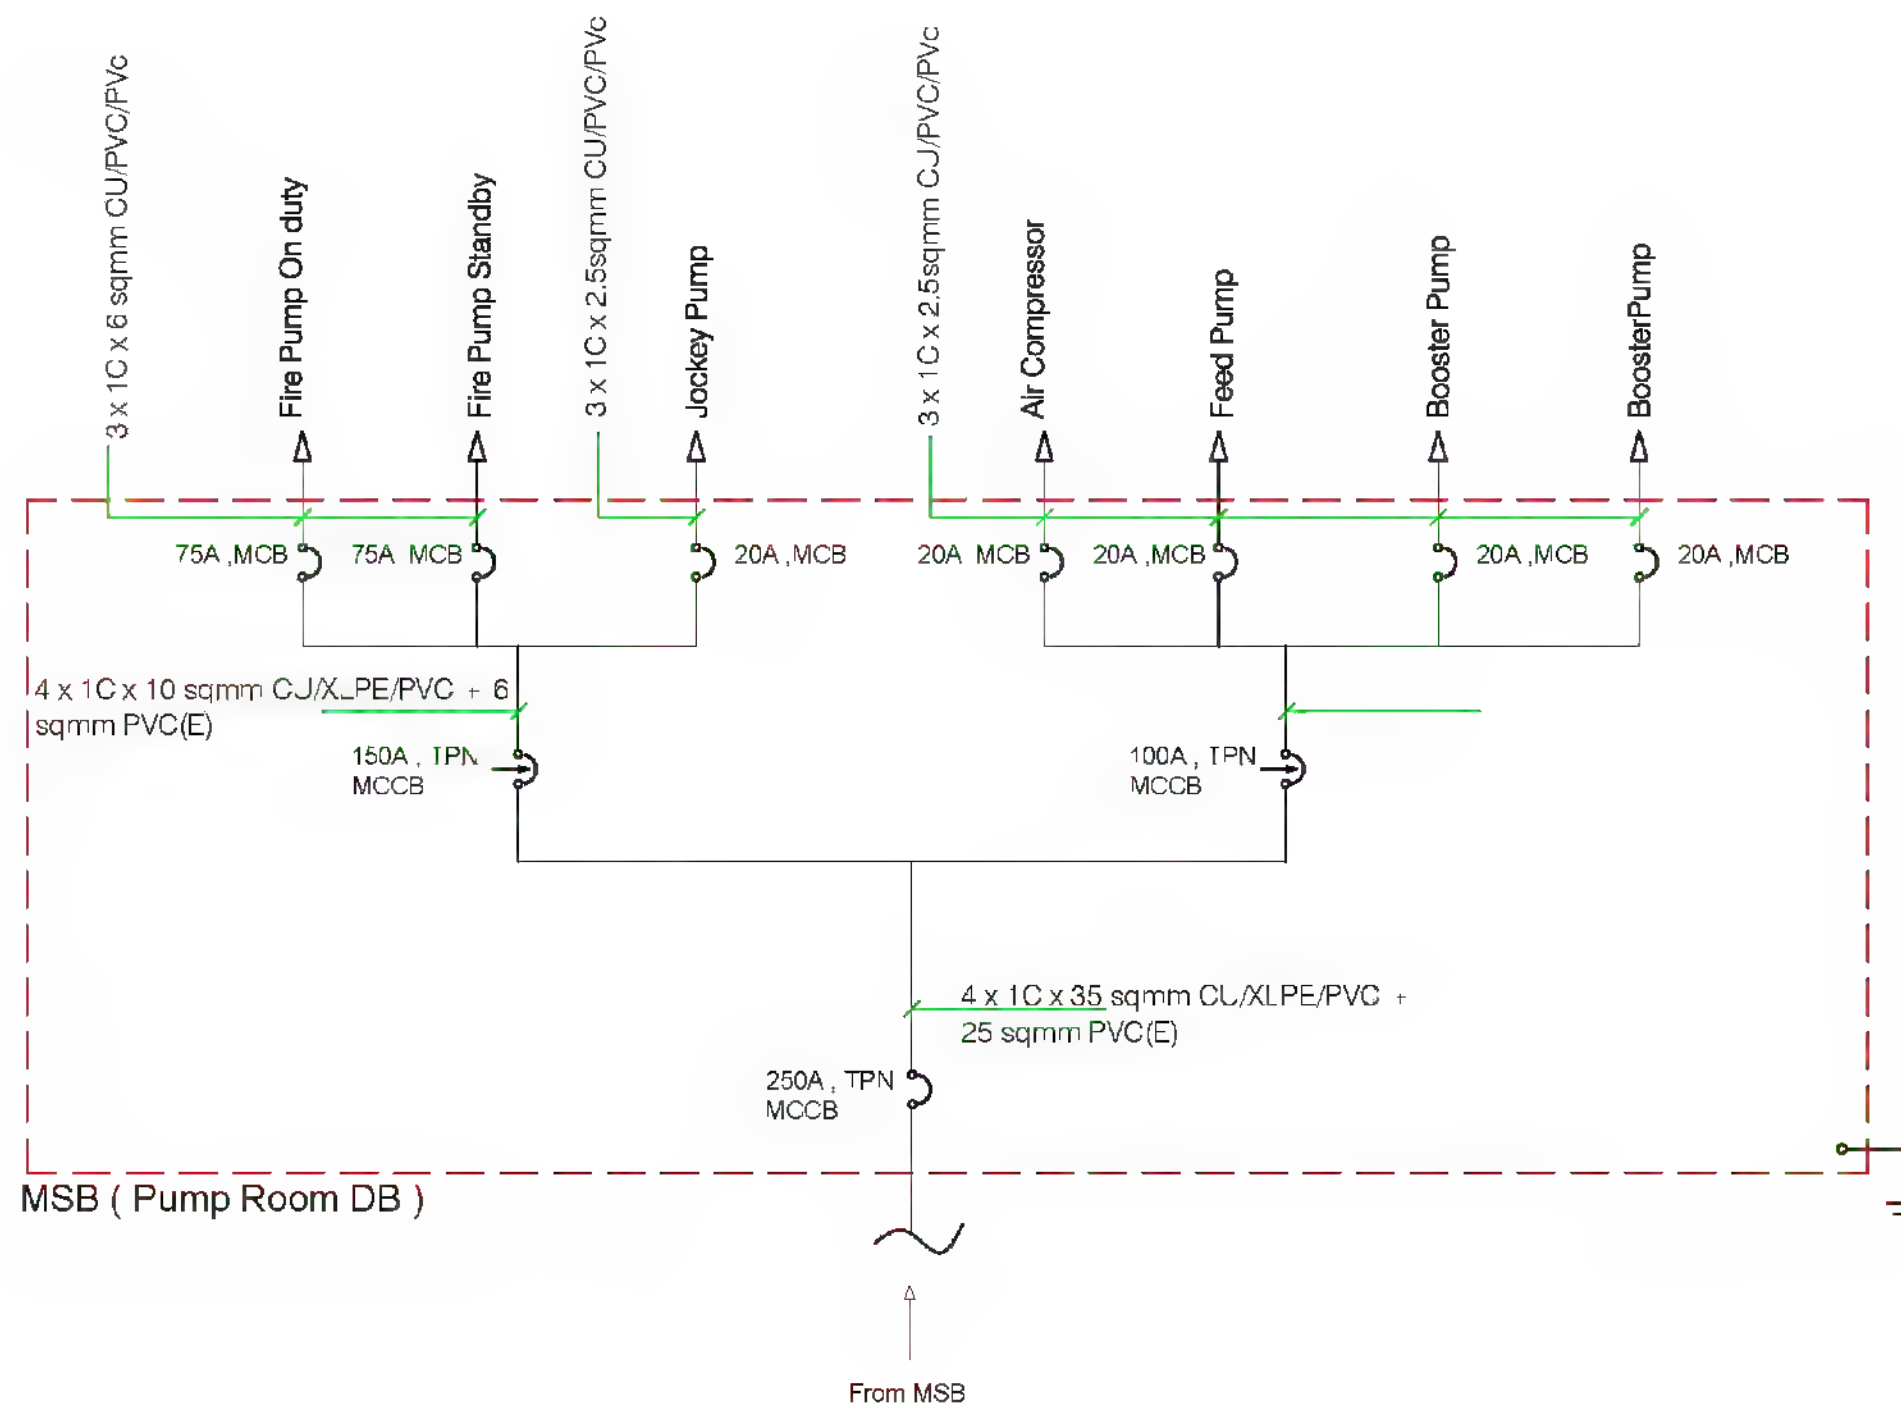 3 x 1C x 6 sqmm CU/PVC/PVc
Fire Pump On duty
Fire Pump Standby
3 x 1C x 2.5sqmm CU/PVC/PVc
Jockey Pump
3 x 1C x 2.5sqmm CJ/PVC/PVc
Air Compressor
Feed Pump
Booster Pump
BoosterPump
75A ,MCB
75A MCB
20A ,MCB
20A MCB
20A ,MCB
20A ,MCB
20A ,MCB
4 x 1C x 10 sqmm CJ/XLPE/PVC + 6
sqmm PVC(E)
150A , TPN
MCCB
100A , TPN
MCCB
4 x 1C x 35 sqmm CU/XLPE/PVC +
25 sqmm PVC(E)
250A , TPN
MCCB
MSB ( Pump Room DB )
From MSB